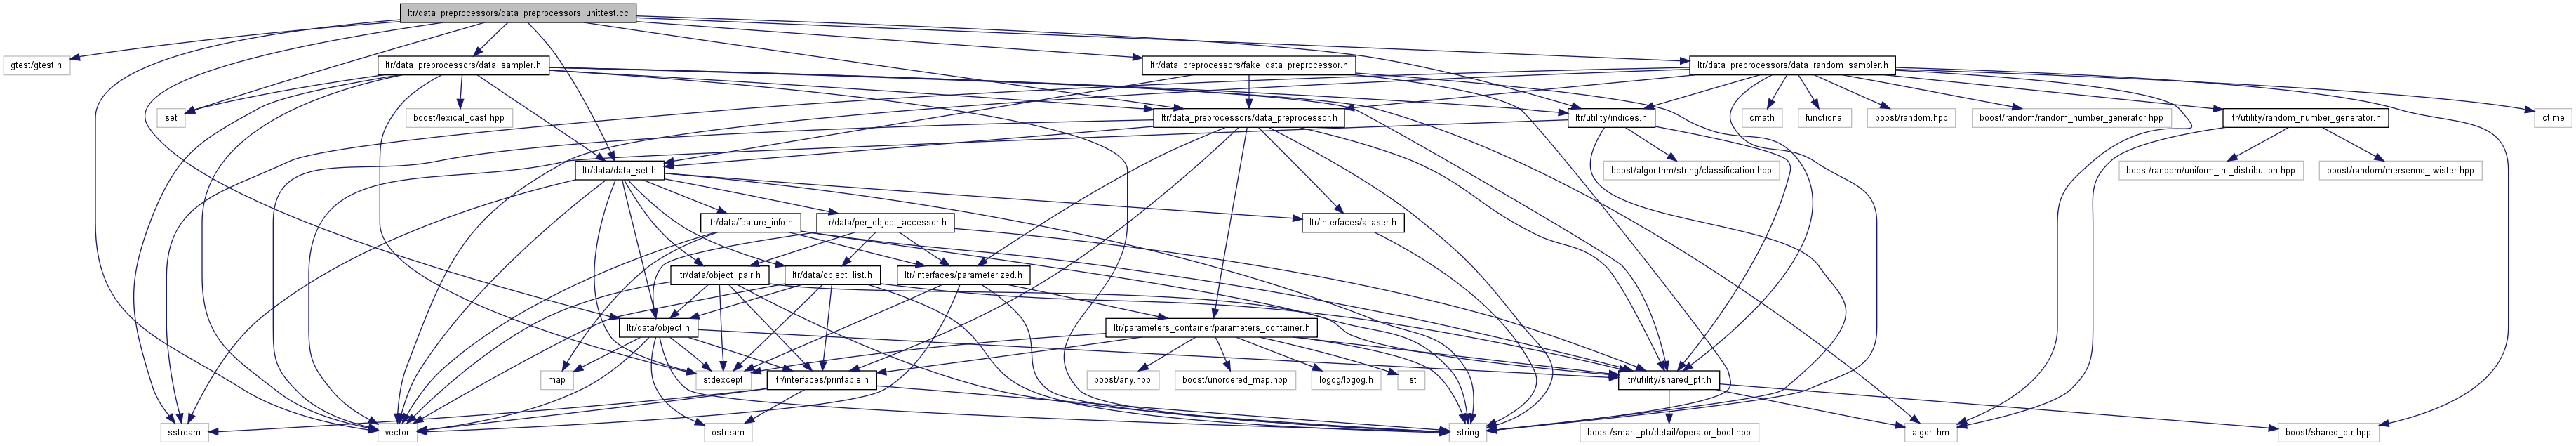 ltr/data_preprocessors/data_preprocessors_unittest.cc
gtest/gtest.h
ltr/data_preprocessors/data_sampler.h
ltr/data_preprocessors/fake_data_preprocessor.h
ltr/data_preprocessors/data_random_sampler.h
set
boost/lexical_cast.hpp
ltr/data_preprocessors/data_preprocessor.h
ltr/utility/indices.h
cmath
functional
boost/random.hpp
boost/random/random_number_generator.hpp
ltr/utility/random_number_generator.h
ctime
ltr/data/data_set.h
boost/algorithm/string/classification.hpp
boost/random/uniform_int_distribution.hpp
boost/random/mersenne_twister.hpp
ltr/data/feature_info.h
ltr/data/per_object_accessor.h
ltr/interfaces/aliaser.h
ltr/data/object_pair.h
ltr/data/object_list.h
ltr/interfaces/parameterized.h
ltr/data/object.h
ltr/parameters_container/parameters_container.h
map
stdexcept
ltr/interfaces/printable.h
boost/any.hpp
boost/unordered_map.hpp
logog/logog.h
list
ltr/utility/shared_ptr.h
sstream
vector
ostream
string
boost/smart_ptr/detail/operator_bool.hpp
algorithm
boost/shared_ptr.hpp